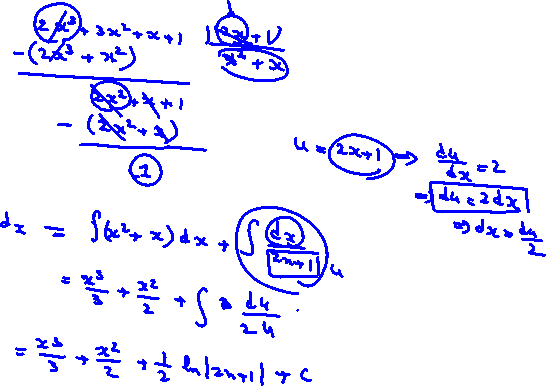 2x³ + 3x² + x + 1 | 2x + 1
-(2x³ + x²) x² + x
2x² + x + 1
- (2x² + x)
1
u = 2x+1 → du/dx = 2
⇒ du = 2dx
⇒ dx = du/2
dx = ∫(x² + x) dx + ∫ dx/2x+1 u
= x³/3 + x²/2 + ∫ du/2u
= x³/3 + x²/2 + 1/2 ln|2x+1| + C